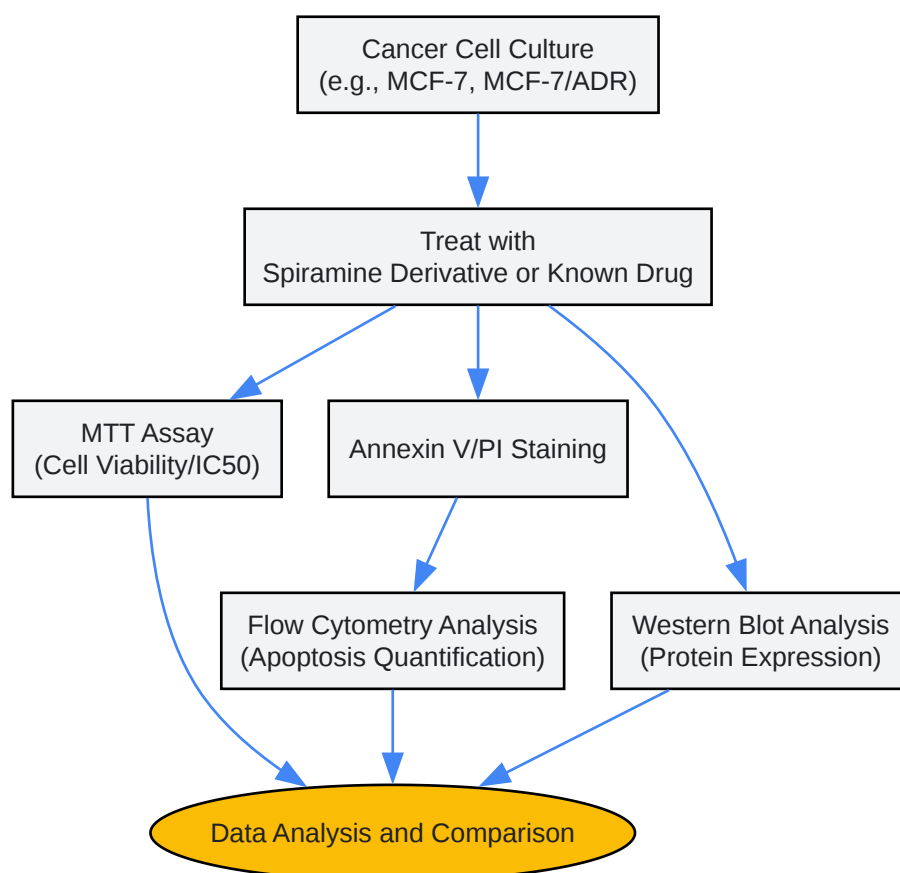 Cancer Cell Culture
(e.g., MCF-7, MCF-7/ADR)
Treat with
Spiramine Derivative or Known Drug
MTT Assay
(Cell Viability/IC50)
Annexin V/PI Staining
Flow Cytometry Analysis
(Apoptosis Quantification)
Western Blot Analysis
(Protein Expression)
Data Analysis and Comparison